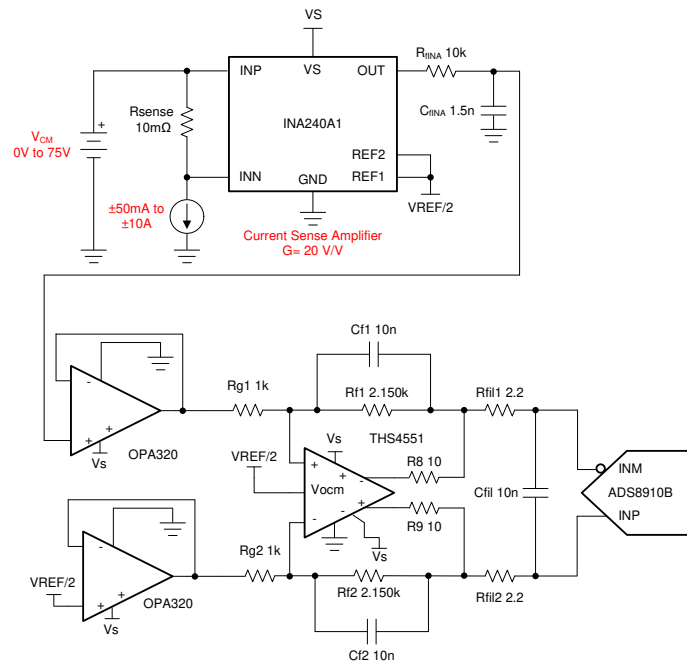 VS
INP
VS
OUT
RfINA 10k
Rsense
10mΩ
INA240A1
CfINA 1.5n
VCM
0V to 75V
REF2
INN
GND
REF1
VREF/2
±50mA to
±10A
Current Sense Amplifier
G= 20 V/V
Cf1 10n
-
+
+
Vs
OPA320
Rg1 1k
Rf1 2.150k
Rfil1 2.2
THS4551
Vs
VREF/2
+
+
-
Vocm
-
-
+
R8 10
R9 10
Vs
Cfil 10n
INM
ADS8910B
INP
-
+
+
VREF/2
Vs
OPA320
Rg2 1k
Rf2 2.150k
Rfil2 2.2
Cf2 10n